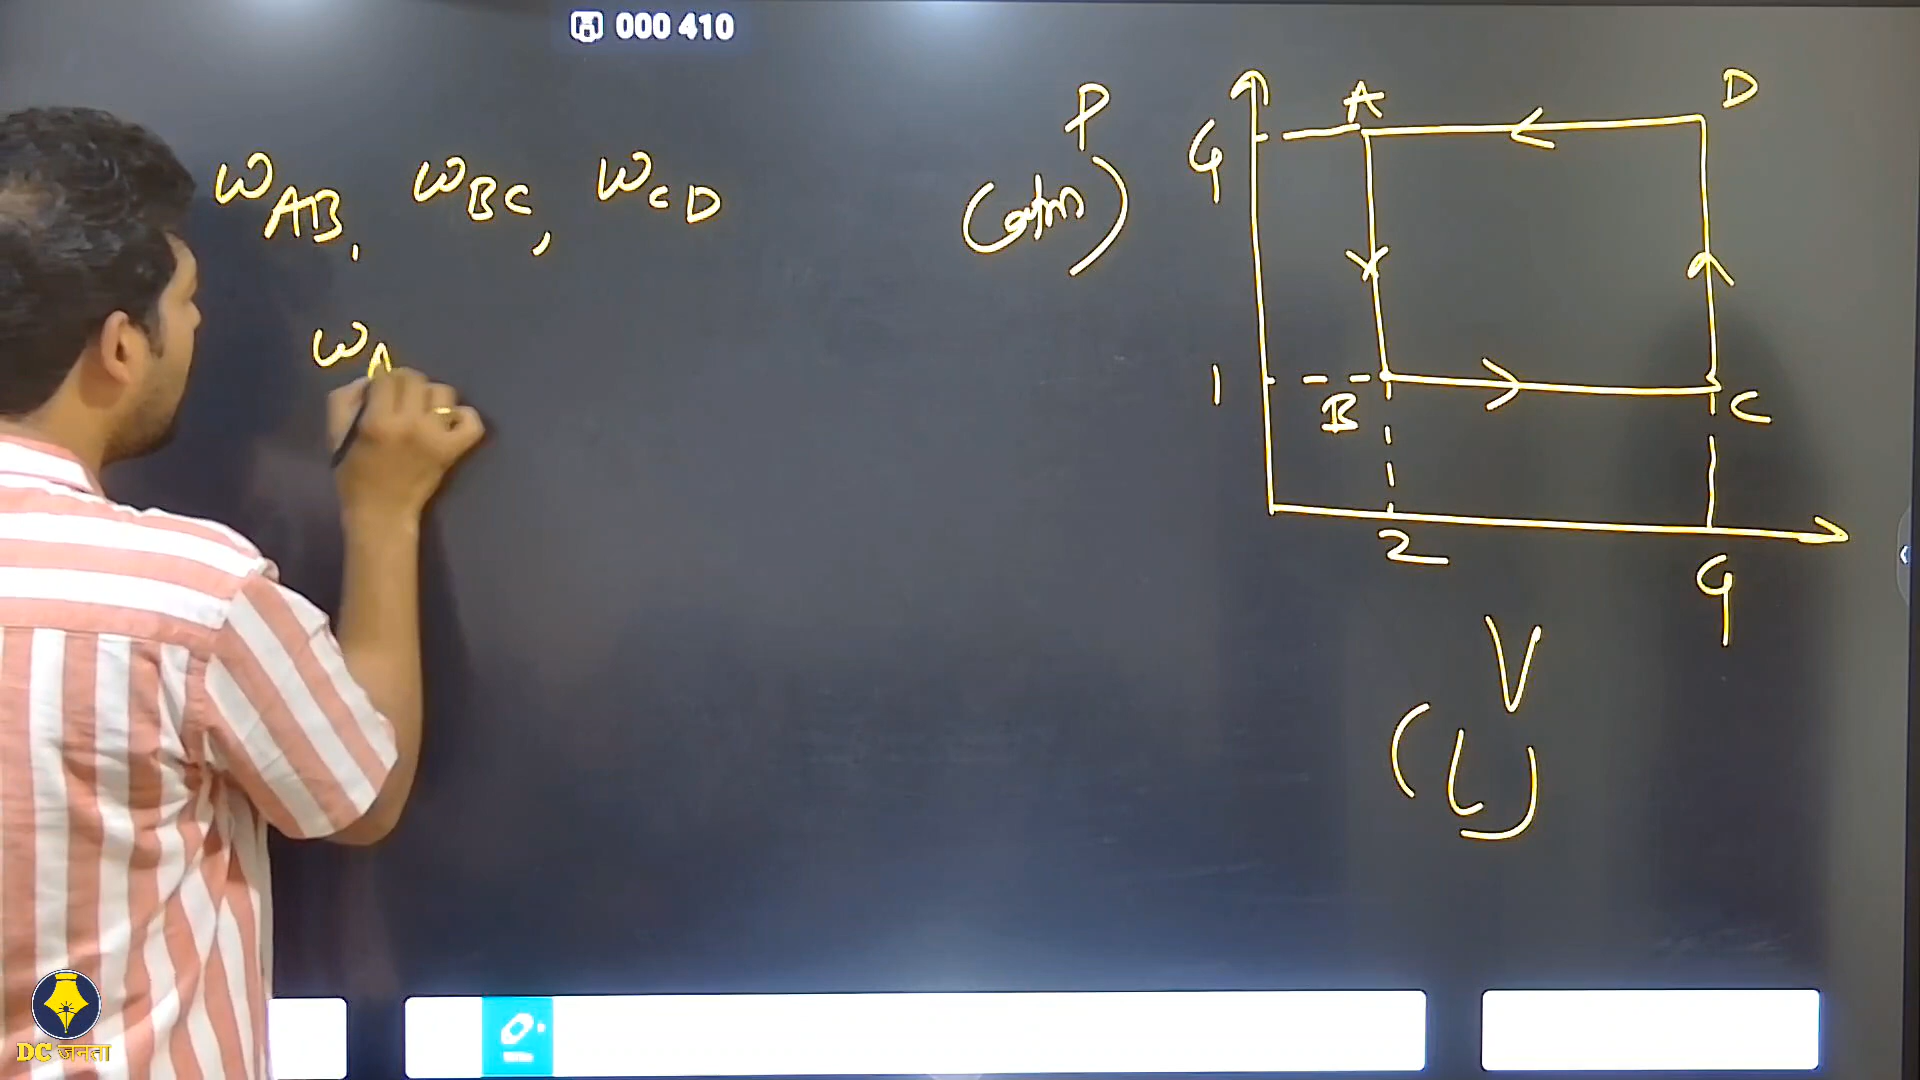 000 410
W_AB, W_BC, W_CD
W_A
P
(atm)
4
1
A
D
B
C
2
4
V
(L)
DC जनता